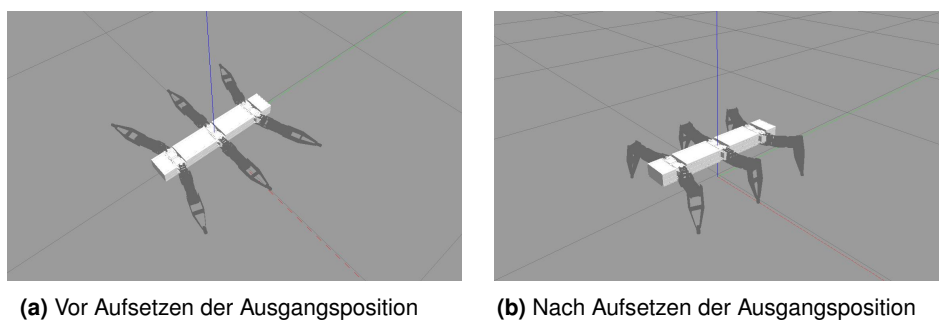 (a) Vor Aufsetzen der Ausgangsposition
(b) Nach Aufsetzen der Ausgangsposition